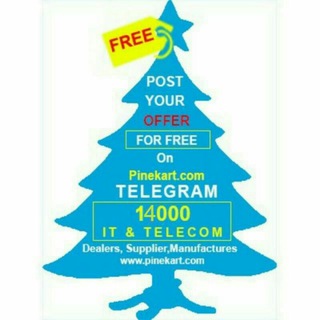 FREE
POST
YOUR
OFFER
FOR FREE
On
Pinekart.com
TELEGRAM
14000
IT & TELECOM
Dealers, Supplier,Manufactures
www.pinekart.com